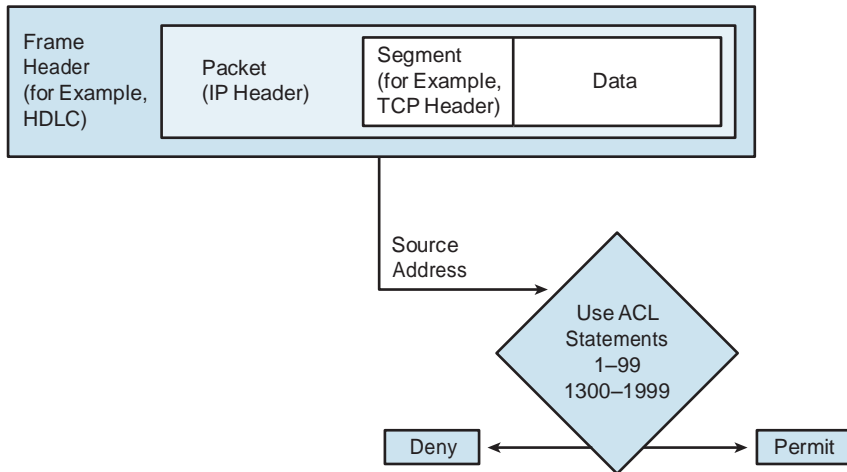 Frame
Header
(for Example,
HDLC)
Packet
(IP Header)
Segment
(for Example,
TCP Header)
Data
Source
Address
Use ACL
Statements
1–99
1300–1999
Deny
Permit